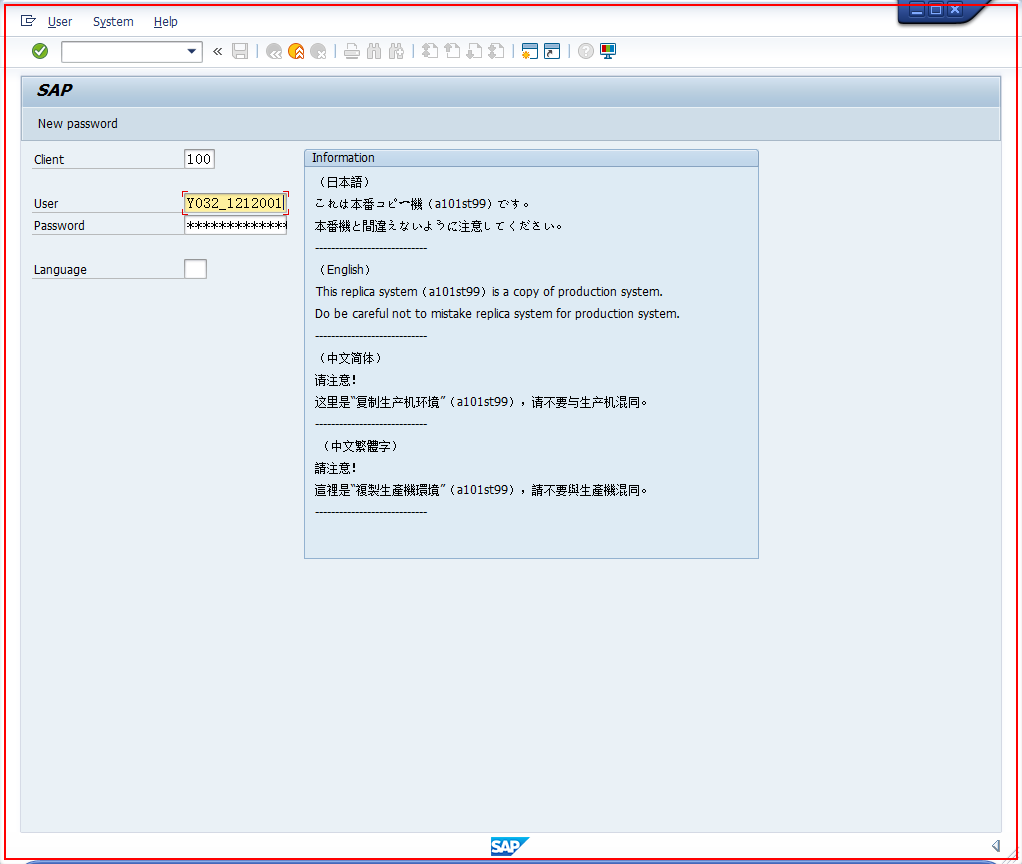 User System Help
SAP
New password
Client 100
User Y032_1212001
Password *************
Language
Information
（日本語）
これは本番コピー機（a101st99）です。
本番機と間違えないように注意してください。
----------------------------
（English）
This replica system（a101st99）is a copy of production system.
Do be careful not to mistake replica system for production system.
----------------------------
（中文简体）
请注意！
这里是“复制生产机环境”（a101st99），请不要与生产机混同。
----------------------------
（中文繁體字）
請注意！
這裡是“複製生產機環境”（a101st99），請不要與生產機混同。
----------------------------
SAP